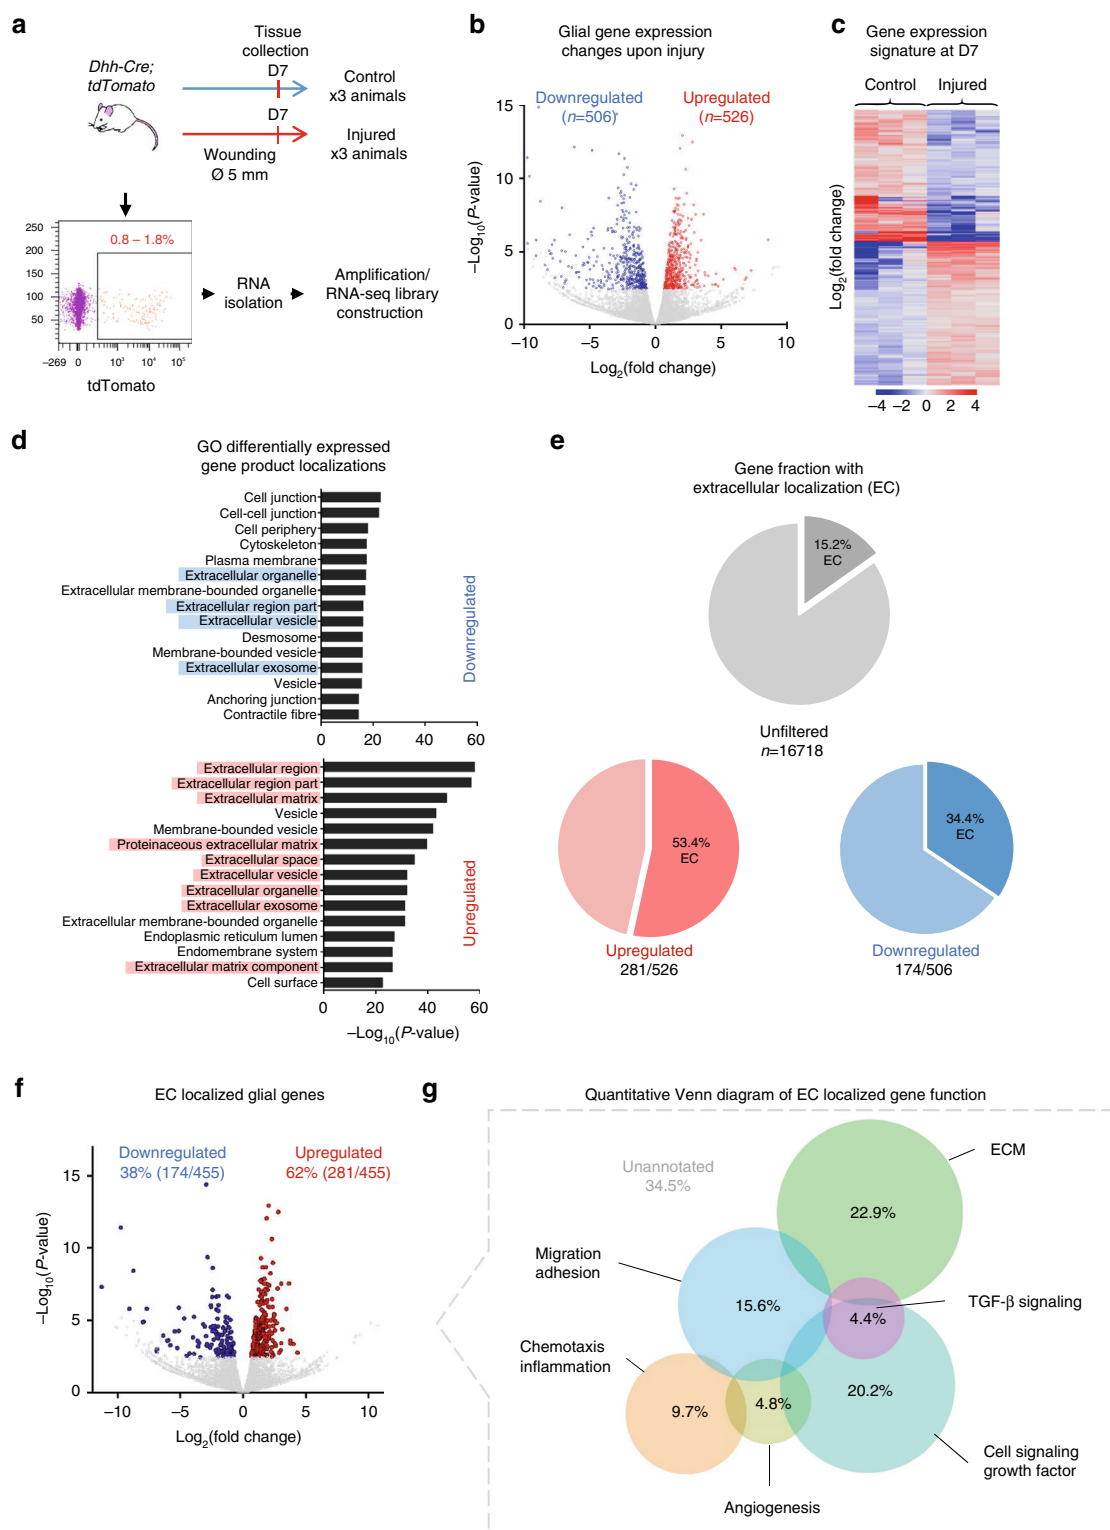 a
Dhh-Cre;
tdTomato
Tissue
collection
D7
Control
x3 animals
D7
Injured
x3 animals
Wounding
Ø 5 mm
250
200
150
100
50
0.8 – 1.8%
–269 0 10³ 10⁴ 10⁵
tdTomato
RNA
isolation
Amplification/
RNA-seq library
construction
b
Glial gene expression
changes upon injury
Downregulated
(n=506)
Upregulated
(n=526)
15
10
5
0
–Log₁₀(P-value)
–10 –5 0 5 10
Log₂(fold change)
c
Gene expression
signature at D7
Control Injured
Log₂(fold change)
–4 –2 0 2 4
d
GO differentially expressed
gene product localizations
Cell junction
Cell-cell junction
Cell periphery
Cytoskeleton
Plasma membrane
Extracellular organelle
Extracellular membrane-bounded organelle
Extracellular region part
Extracellular vesicle
Desmosome
Membrane-bounded vesicle
Extracellular exosome
Vesicle
Anchoring junction
Contractile fibre
Downregulated
0 20 40 60
Extracellular region
Extracellular region part
Extracellular matrix
Vesicle
Membrane-bounded vesicle
Proteinaceous extracellular matrix
Extracellular space
Extracellular vesicle
Extracellular organelle
Extracellular exosome
Extracellular membrane-bounded organelle
Endoplasmic reticulum lumen
Endomembrane system
Extracellular matrix component
Cell surface
Upregulated
0 20 40 60
–Log₁₀(P-value)
e
Gene fraction with
extracellular localization (EC)
15.2%
EC
Unfiltered
n=16718
53.4%
EC
Upregulated
281/526
34.4%
EC
Downregulated
174/506
f
EC localized glial genes
Downregulated
38% (174/455)
Upregulated
62% (281/455)
15
10
5
0
–Log₁₀(P-value)
–10 –5 0 5 10
Log₂(fold change)
g
Quantitative Venn diagram of EC localized gene function
Unannotated
34.5%
ECM
22.9%
Migration
adhesion
15.6%
TGF-β signaling
4.4%
Chemotaxis
inflammation
9.7%
4.8%
20.2%
Cell signaling
growth factor
Angiogenesis